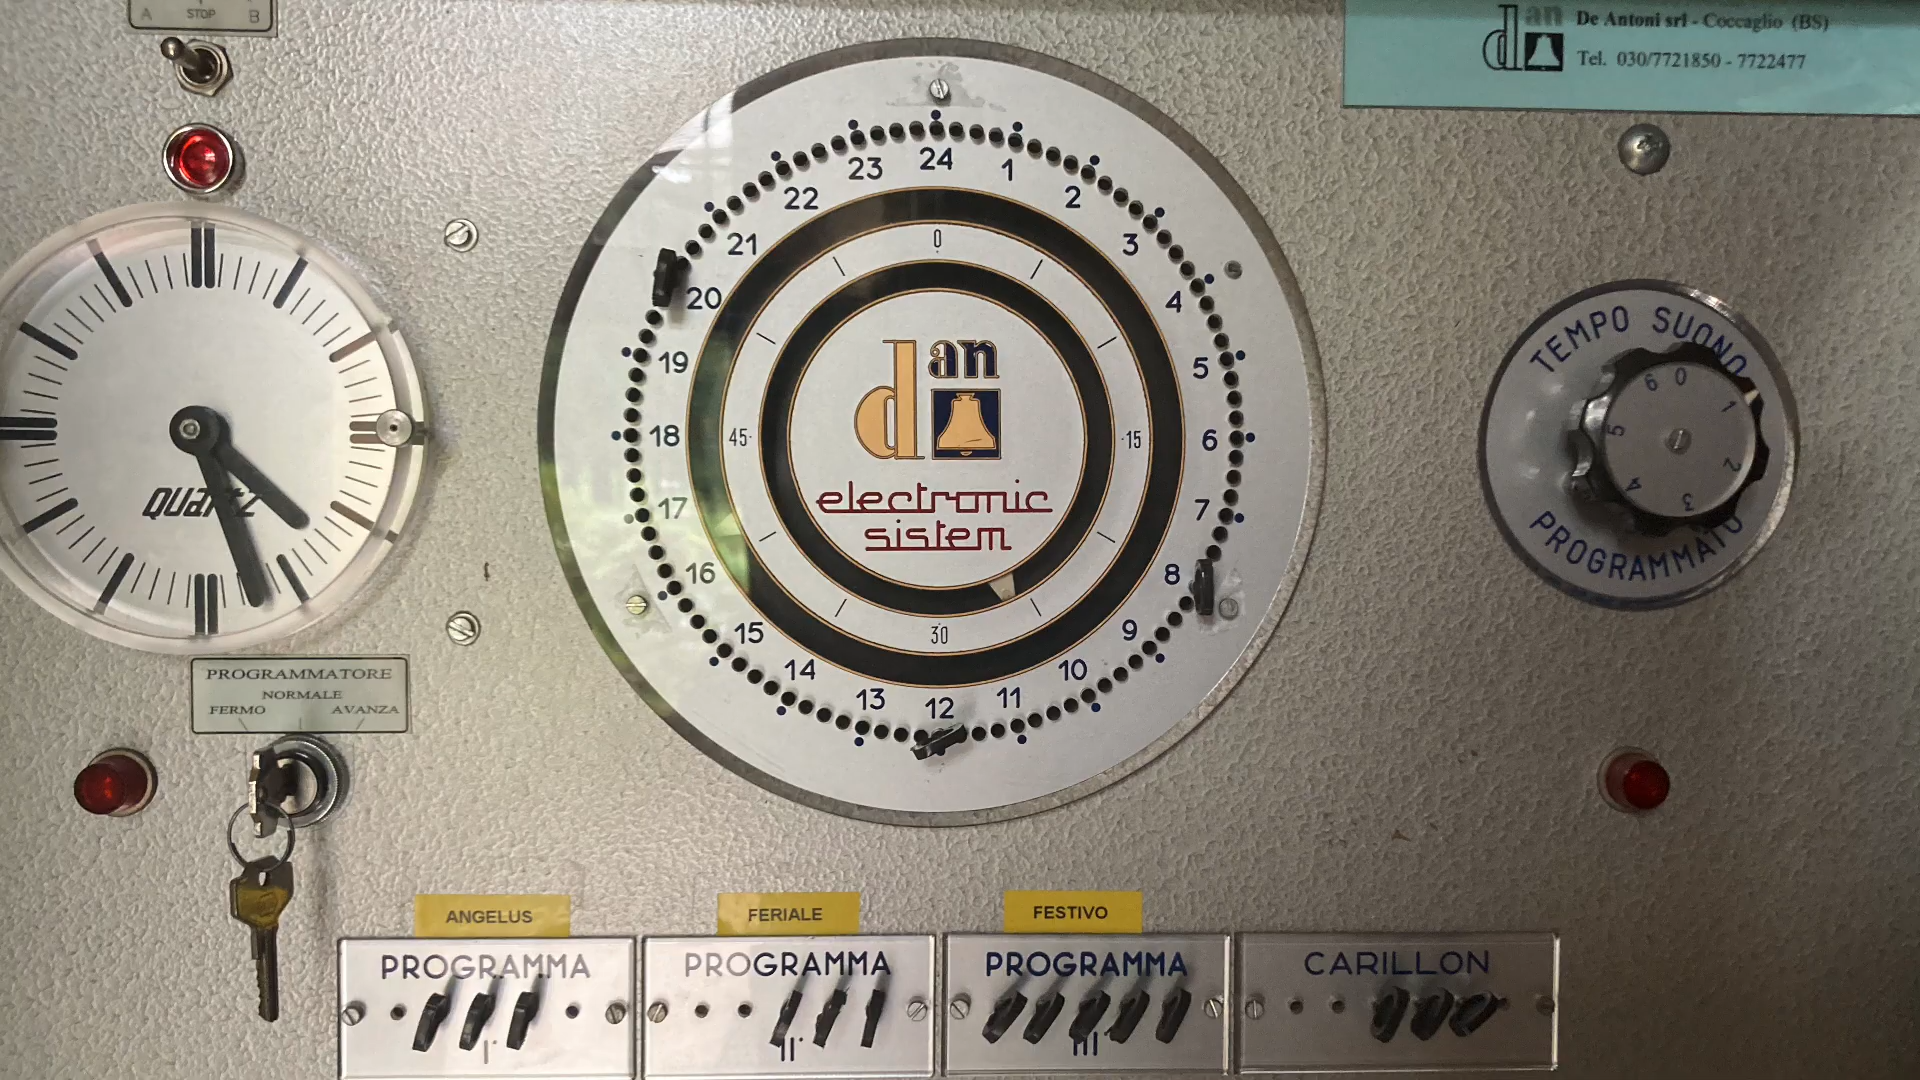 A STOP B
dan
De Antoni srl - Coccaglio (BS)
Tel. 030/7721850 - 7722477
24
1
2
3
4
5
6
7
8
9
10
11
12
13
14
15
16
17
18
19
20
21
22
23
0
15
30
45
dan
electronic
sistem
quartz
TEMPO SUONO
0
1
2
3
4
5
6
PROGRAMMATO
PROGRAMMATORE
NORMALE
FERMO AVANZA
ANGELUS
FERIALE
FESTIVO
PROGRAMMA
I
PROGRAMMA
II
PROGRAMMA
III
CARILLON